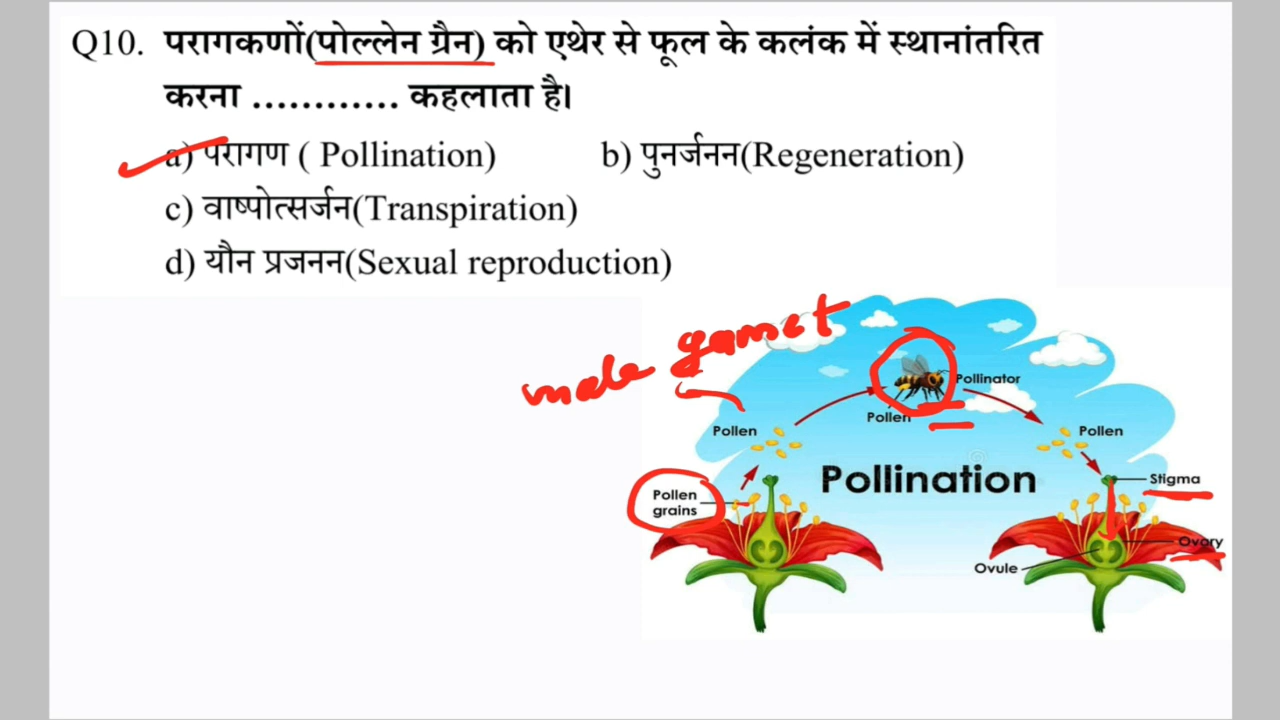 Q10. परागकणों(पोल्लेन ग्रैन) को एथेर से फूल के कलंक में स्थानांतरित
करना ............. कहलाता है।
a) परागण ( Pollination)
b) पुनर्जनन(Regeneration)
c) वाष्पोत्सर्जन(Transpiration)
d) यौन प्रजनन(Sexual reproduction)
male gamet
Pollinator
Pollen
Pollen
Pollen
Pollination
Stigma
Pollen
grains
Ovary
Ovule